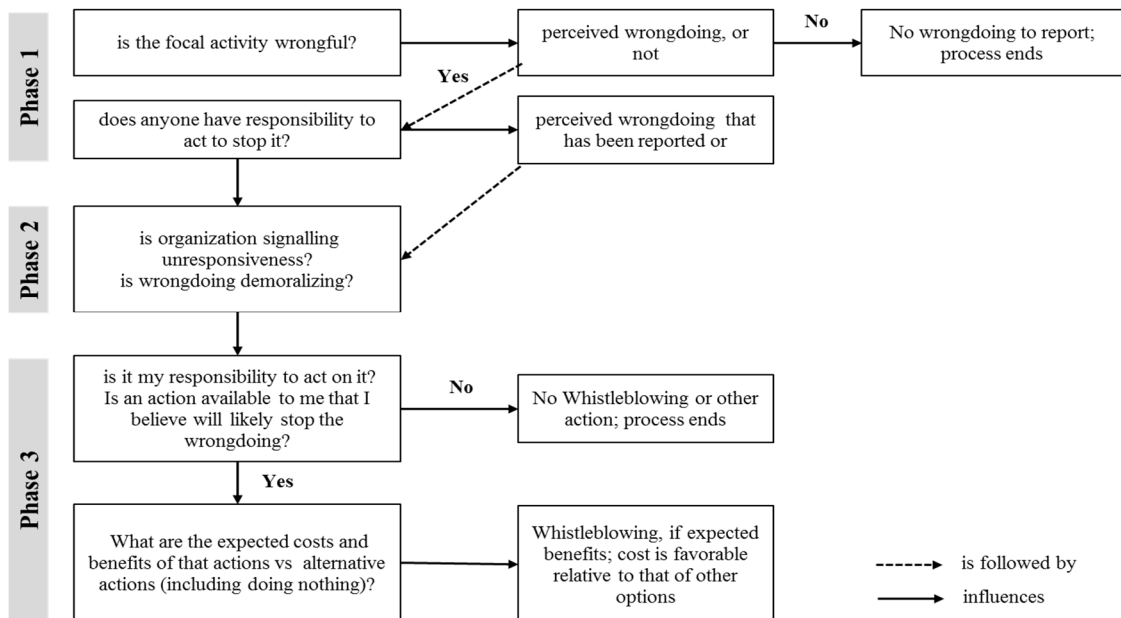 Phase 1
is the focal activity wrongful?
perceived wrongdoing, or
not
No
No wrongdoing to report;
process ends
Yes
does anyone have responsibility to
act to stop it?
perceived wrongdoing that
has been reported or
Phase 2
is organization signalling
unresponsiveness?
is wrongdoing demoralizing?
Phase 3
is it my responsibility to act on it?
Is an action available to me that I
believe will likely stop the
wrongdoing?
No
No Whistleblowing or other
action; process ends
Yes
What are the expected costs and
benefits of that actions vs alternative
actions (including doing nothing)?
Whistleblowing, if expected
benefits; cost is favorable
relative to that of other
options
is followed by
influences